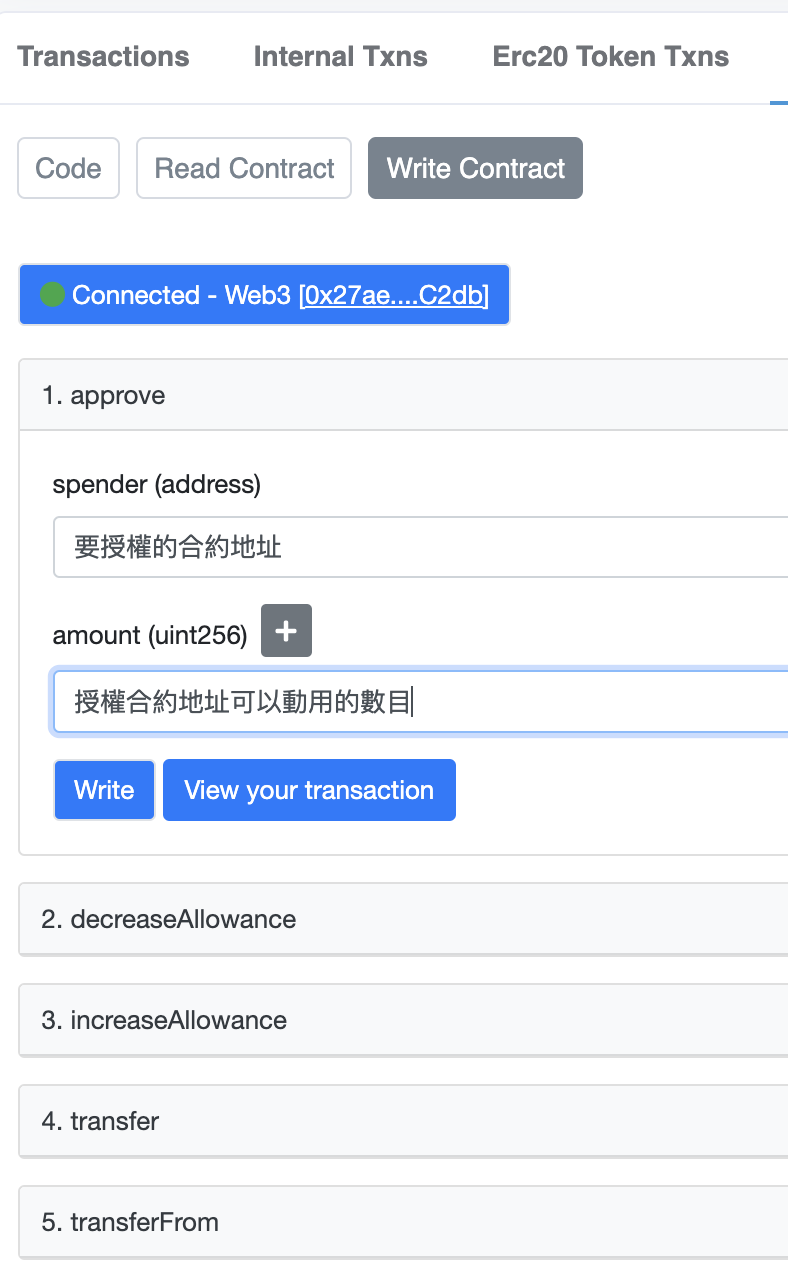 Transactions Internal Txns Erc20 Token Txns
Code Read Contract Write Contract
Connected - Web3 [0x27ae....C2db]
1. approve
spender (address)
要授權的合約地址
amount (uint256) +
授權合約地址可以動用的數目
Write View your transaction
2. decreaseAllowance
3. increaseAllowance
4. transfer
5. transferFrom